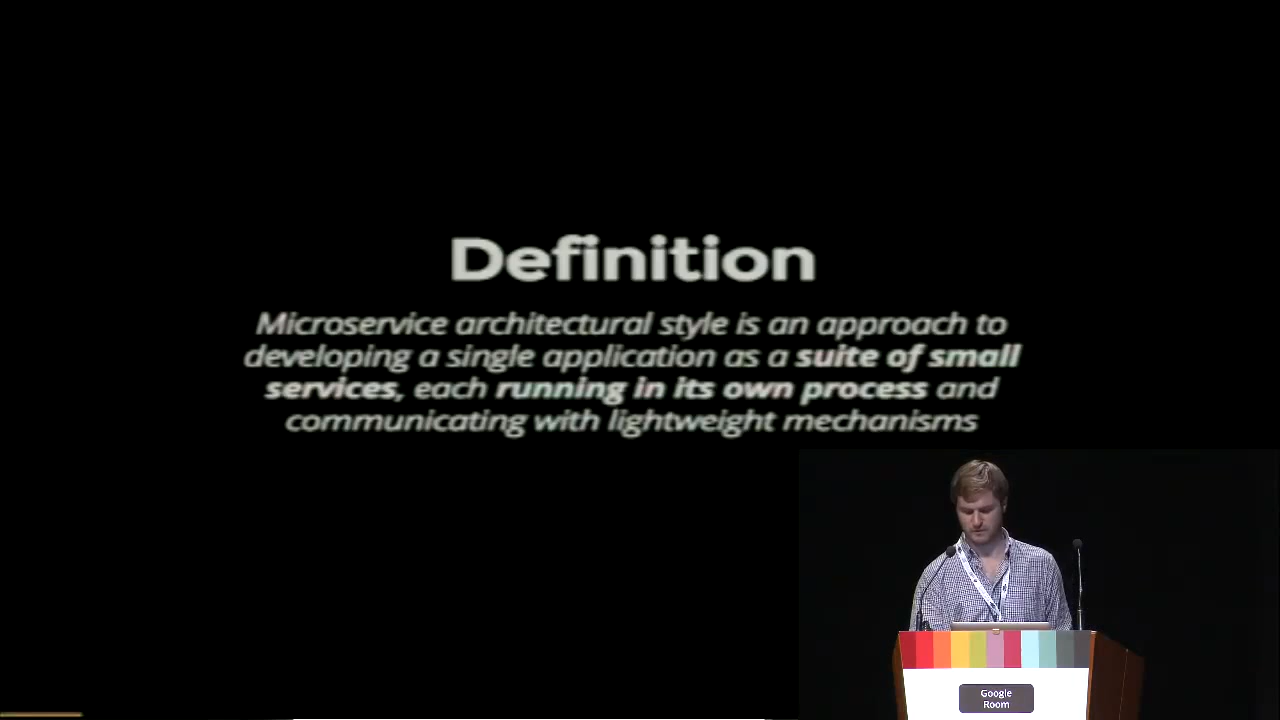 Definition
Microservice architectural style is an approach to
developing a single application as a suite of small
services, each running in its own process and
communicating with lightweight mechanisms
Google
Room